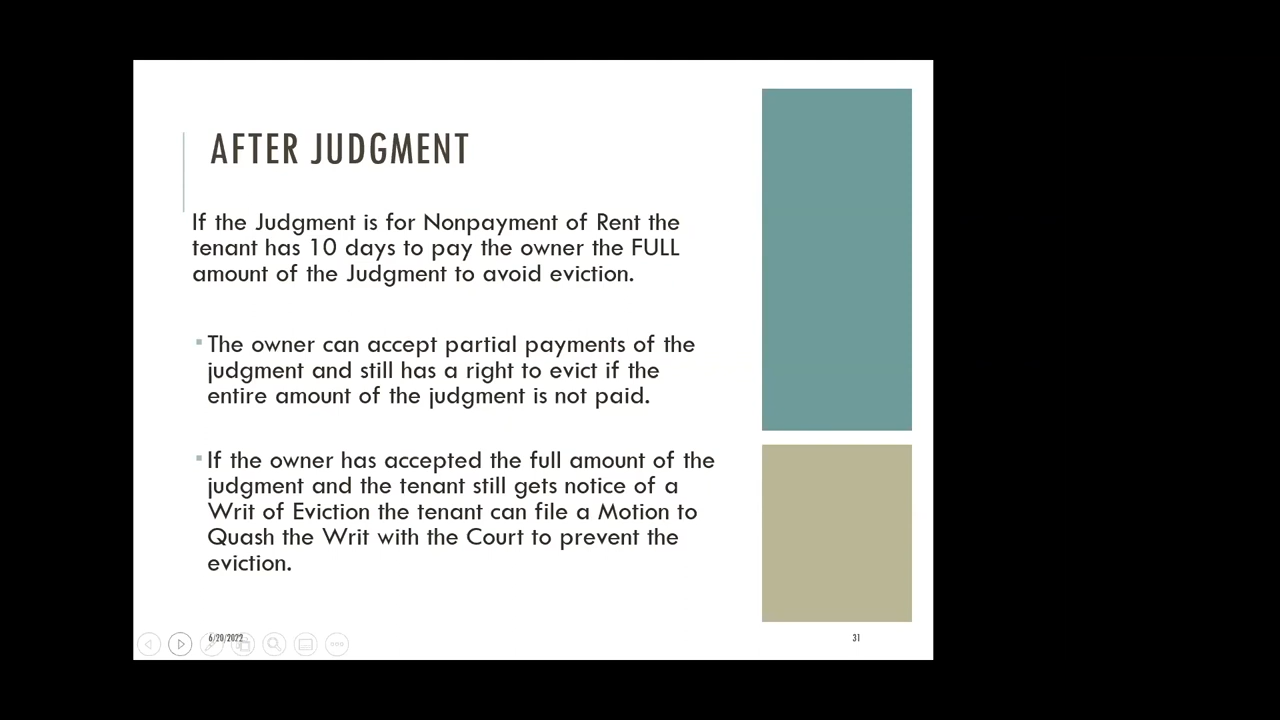 AFTER JUDGMENT
If the Judgment is for Nonpayment of Rent the
tenant has 10 days to pay the owner the FULL
amount of the Judgment to avoid eviction.
The owner can accept partial payments of the
judgment and still has a right to evict if the
entire amount of the judgment is not paid.
If the owner has accepted the full amount of the
judgment and the tenant still gets notice of a
Writ of Eviction the tenant can file a Motion to
Quash the Writ with the Court to prevent the
eviction.
6/20/2022
31